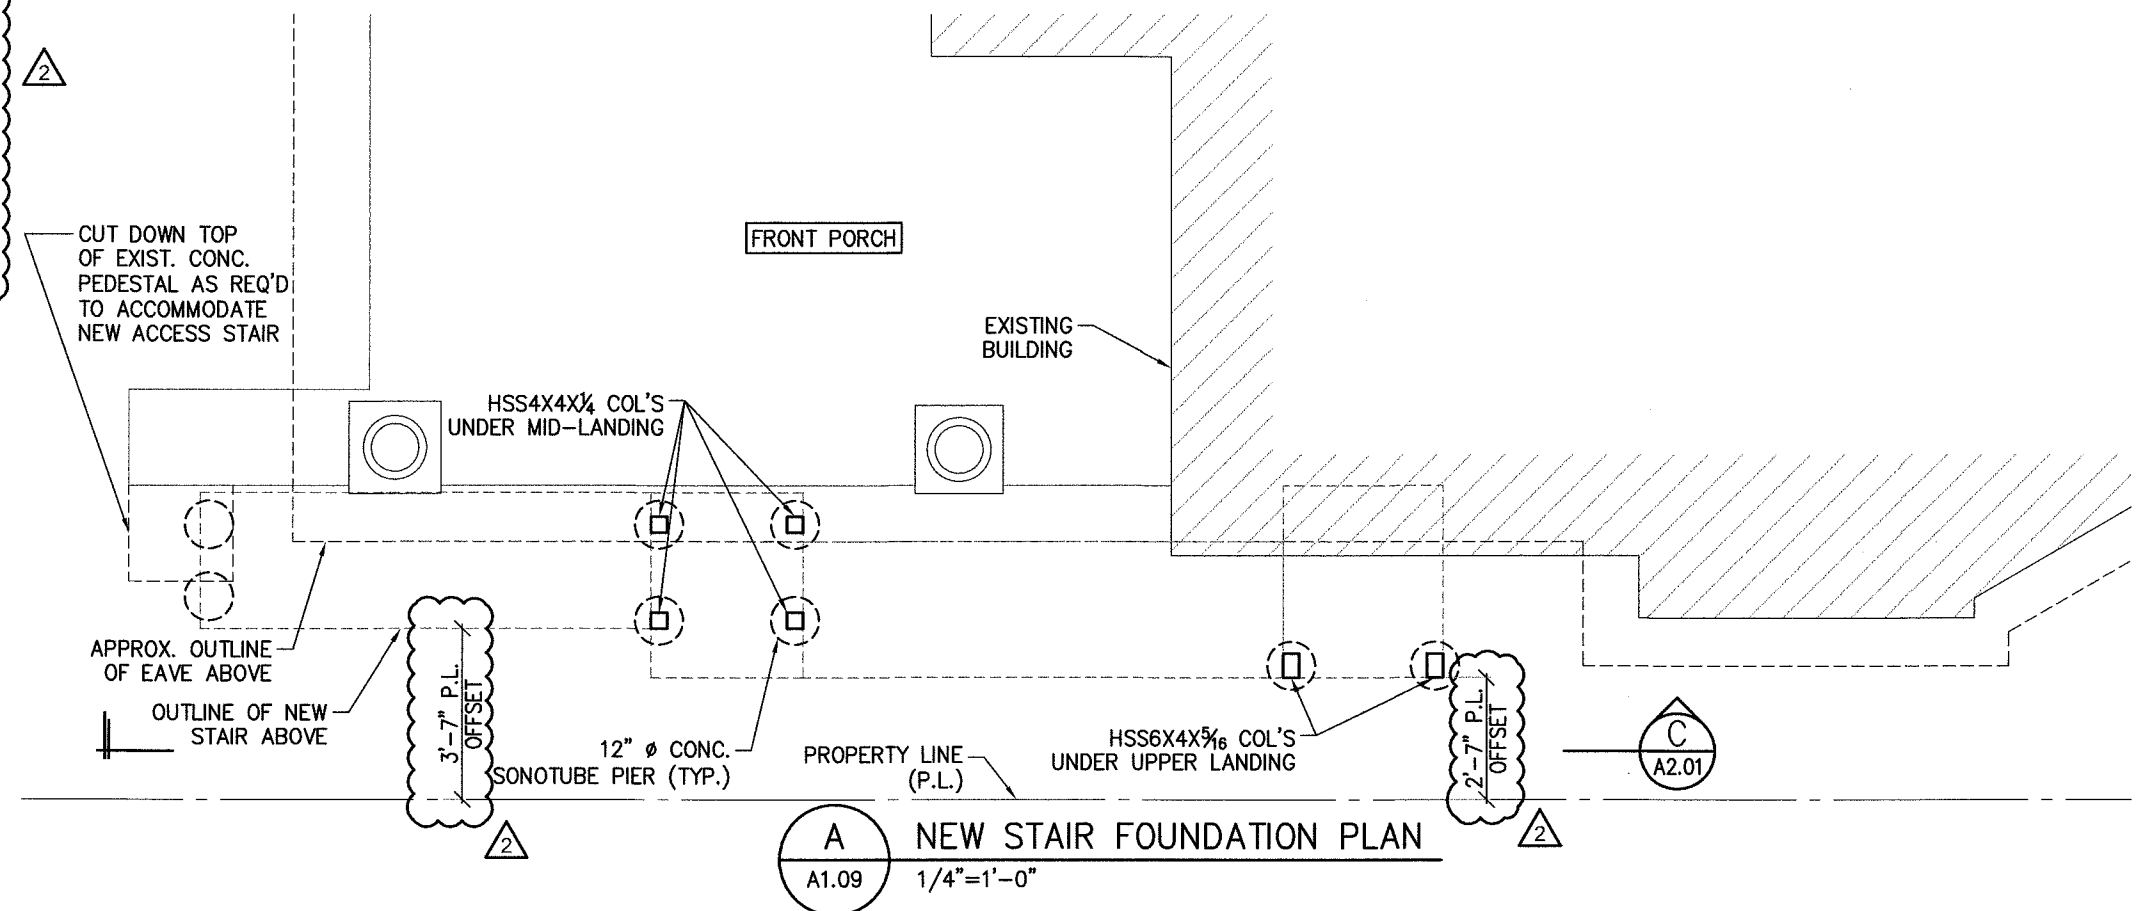 2
CUT DOWN TOP
OF EXIST. CONC.
PEDESTAL AS REQ'D
TO ACCOMMODATE
NEW ACCESS STAIR
FRONT PORCH
EXISTING
BUILDING
HSS4X4X¼ COL'S
UNDER MID-LANDING
APPROX. OUTLINE
OF EAVE ABOVE
OUTLINE OF NEW
STAIR ABOVE
3'-7" P.L.
OFFSET
12" ø CONC.
SONOTUBE PIER (TYP.)
PROPERTY LINE
(P.L.)
HSS6X4X5/16 COL'S
UNDER UPPER LANDING
2'-7" P.L.
OFFSET
C
A2.01
2
2
A
A1.09
NEW STAIR FOUNDATION PLAN
1/4"=1'-0"